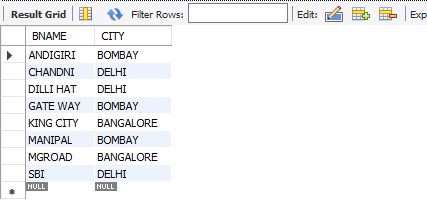 Result Grid Filter Rows: Edit: Exp
BNAME CITY
ANDIGIRI BOMBAY
CHANDNI DELHI
DILLI HAT DELHI
GATE WAY BOMBAY
KING CITY BANGALORE
MANIPAL BOMBAY
MGROAD BANGALORE
SBI DELHI
NULL NULL